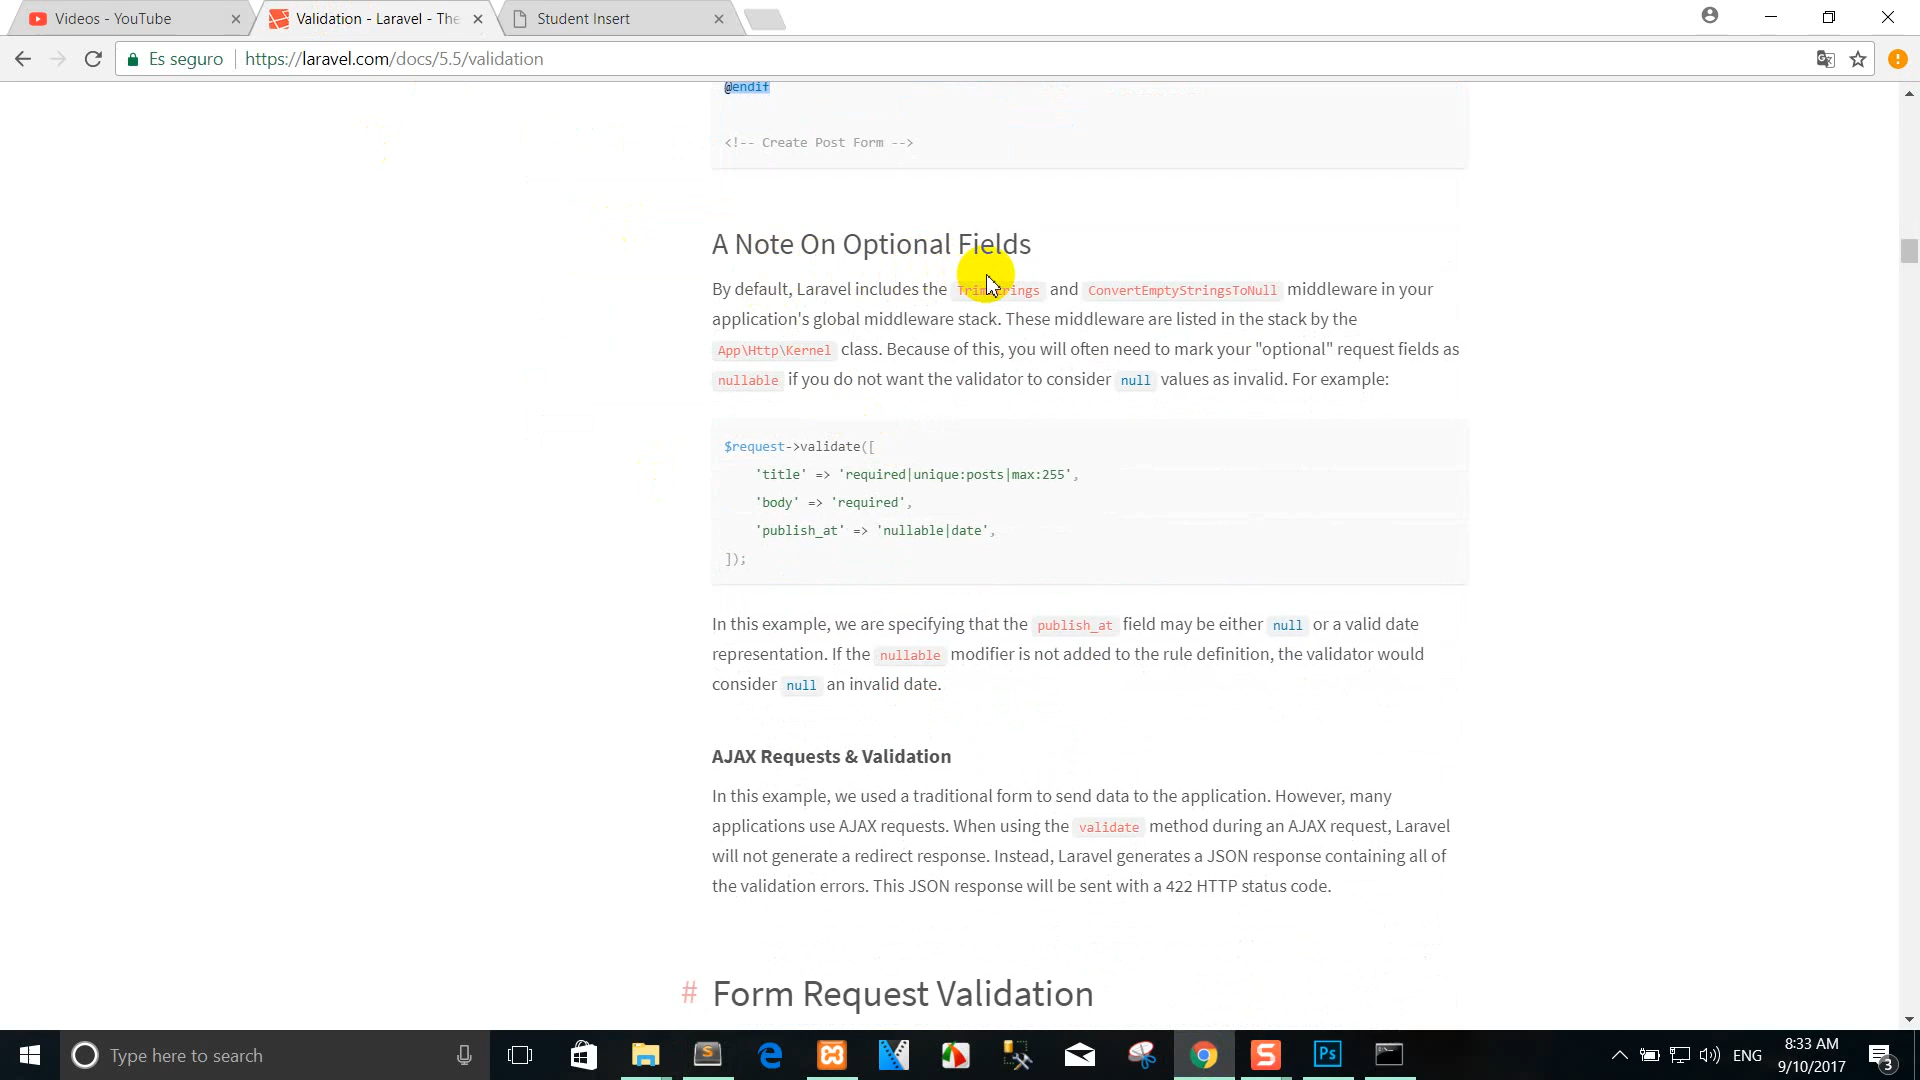 Videos - YouTube
Validation - Laravel - The
Student Insert
Es seguro
https://laravel.com/docs/5.5/validation
@endif
<!-- Create Post Form -->
A Note On Optional Fields
By default, Laravel includes the TrimStrings and ConvertEmptyStringsToNull middleware in your
application's global middleware stack. These middleware are listed in the stack by the
App\Http\Kernel class. Because of this, you will often need to mark your "optional" request fields as
nullable if you do not want the validator to consider null values as invalid. For example:
$request->validate([
'title' => 'required|unique:posts|max:255',
'body' => 'required',
'publish_at' => 'nullable|date',
]);
In this example, we are specifying that the publish_at field may be either null or a valid date
representation. If the nullable modifier is not added to the rule definition, the validator would
consider null an invalid date.
AJAX Requests & Validation
In this example, we used a traditional form to send data to the application. However, many
applications use AJAX requests. When using the validate method during an AJAX request, Laravel
will not generate a redirect response. Instead, Laravel generates a JSON response containing all of
the validation errors. This JSON response will be sent with a 422 HTTP status code.
# Form Request Validation
Type here to search
ENG
8:33 AM
9/10/2017
3